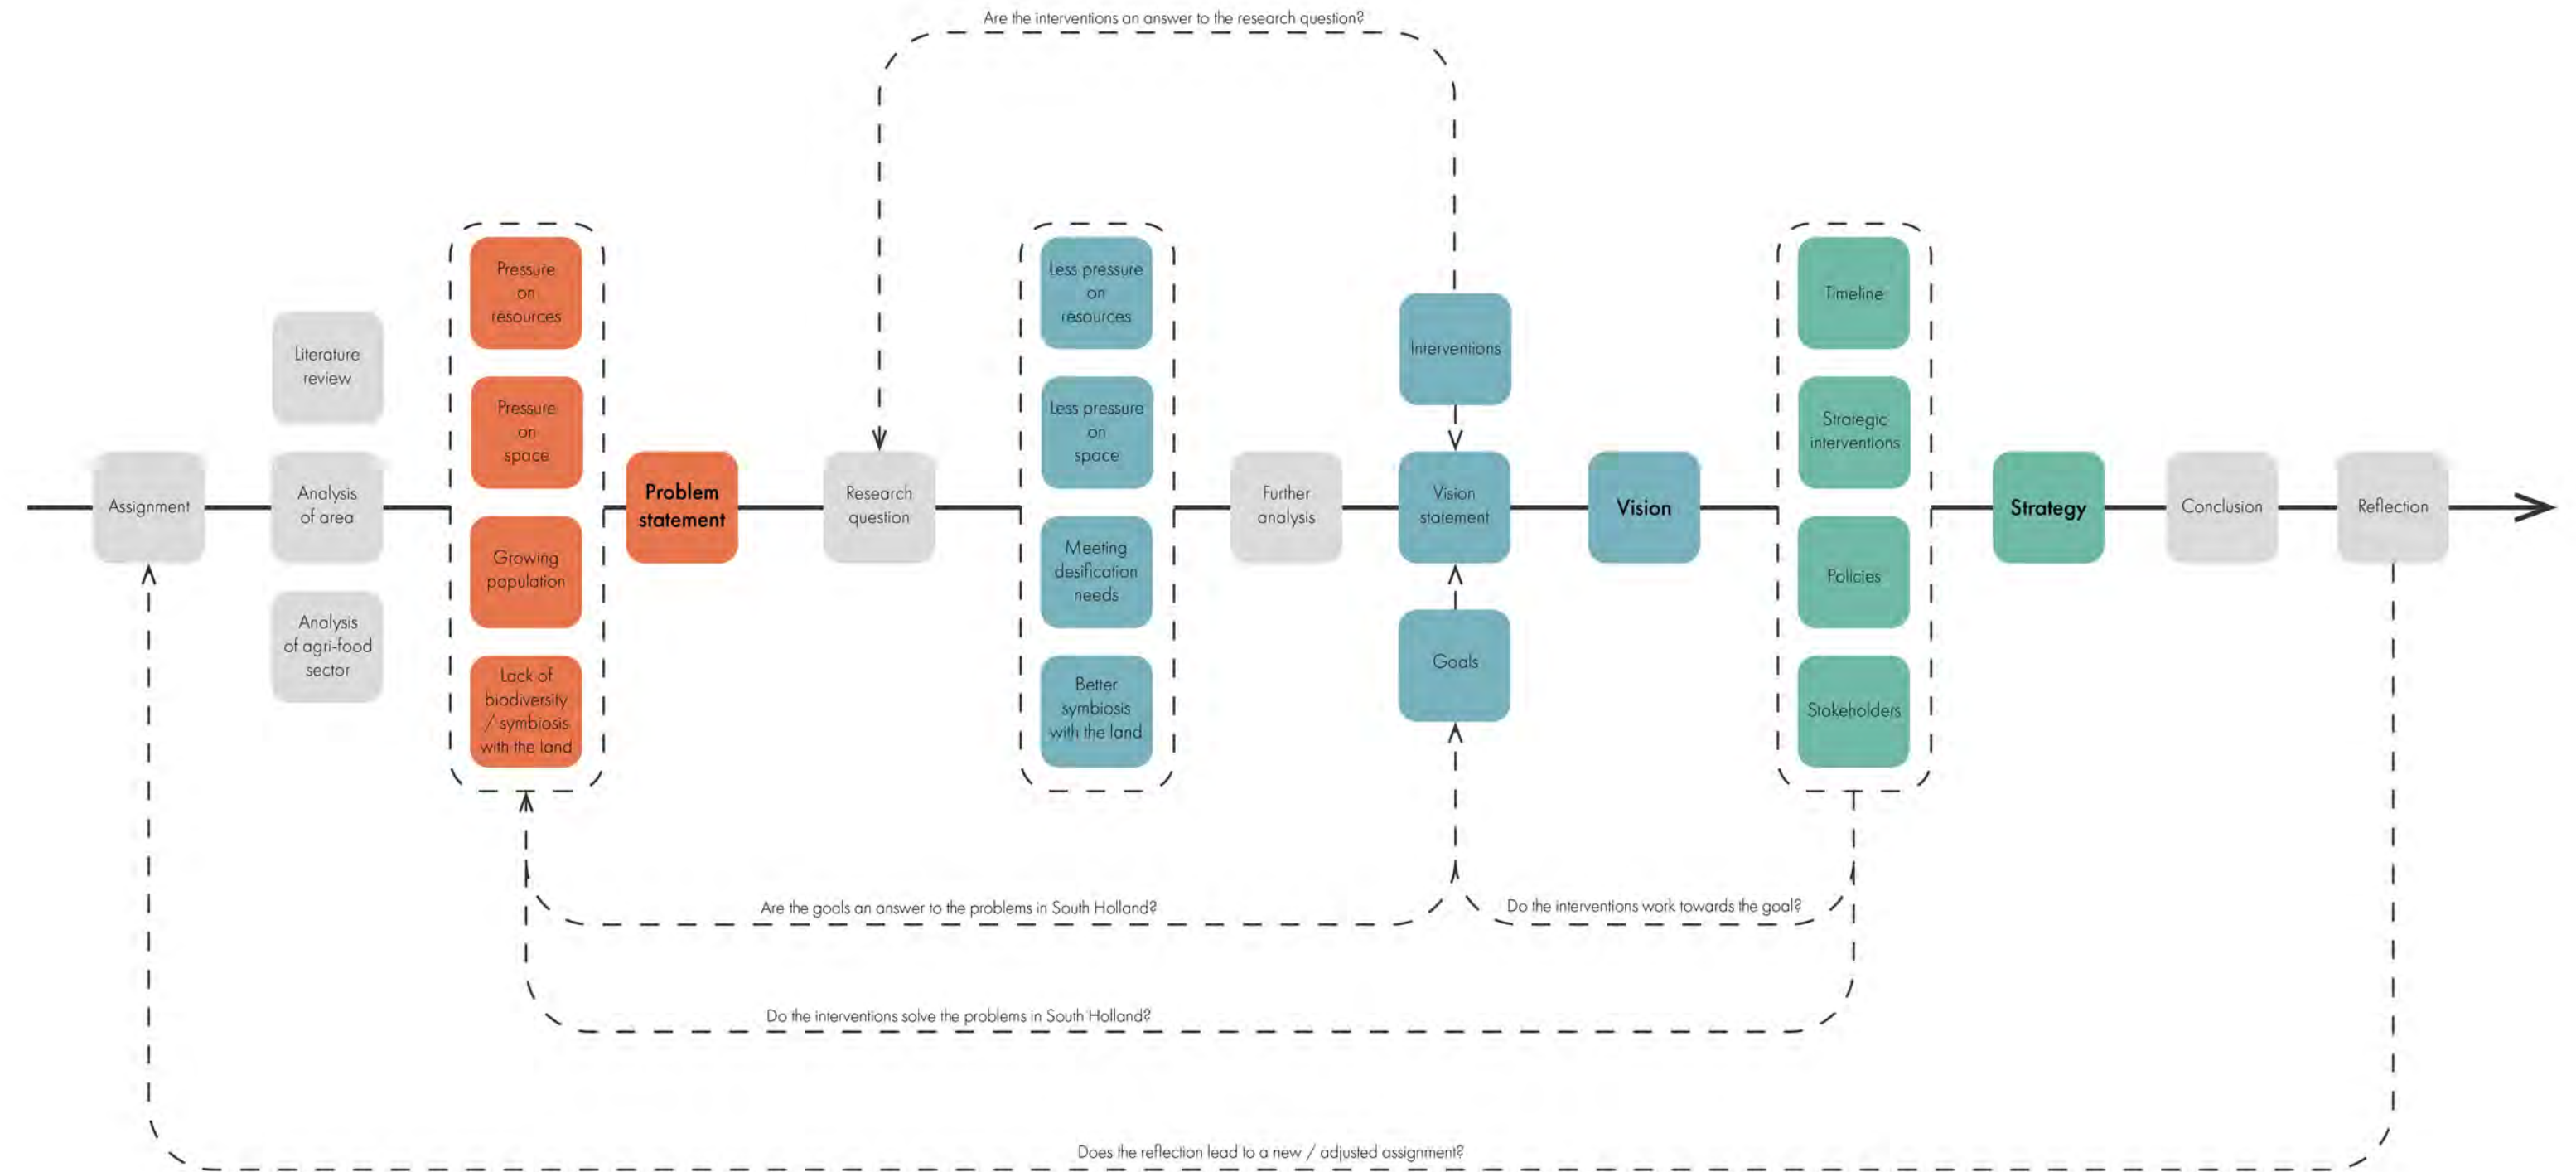 Are the interventions an answer to the research question?
Assignment
Literature
review
Analysis
of area
Analysis
of agri-food
sector
Pressure
on
resources
Pressure
on
space
Growing
population
Lack of
biodiversity
/ symbiosis
with the land
Problem
statement
Research
question
Less pressure
on
resources
Less pressure
on
space
Meeting
desification
needs
Better
symbiosis
with the land
Further
analysis
Interventions
Vision
statement
Goals
Vision
Timeline
Strategic
interventions
Policies
Stakeholders
Strategy
Conclusion
Reflection
Are the goals an answer to the problems in South Holland?
Do the interventions work towards the goal?
Do the interventions solve the problems in South Holland?
Does the reflection lead to a new / adjusted assignment?